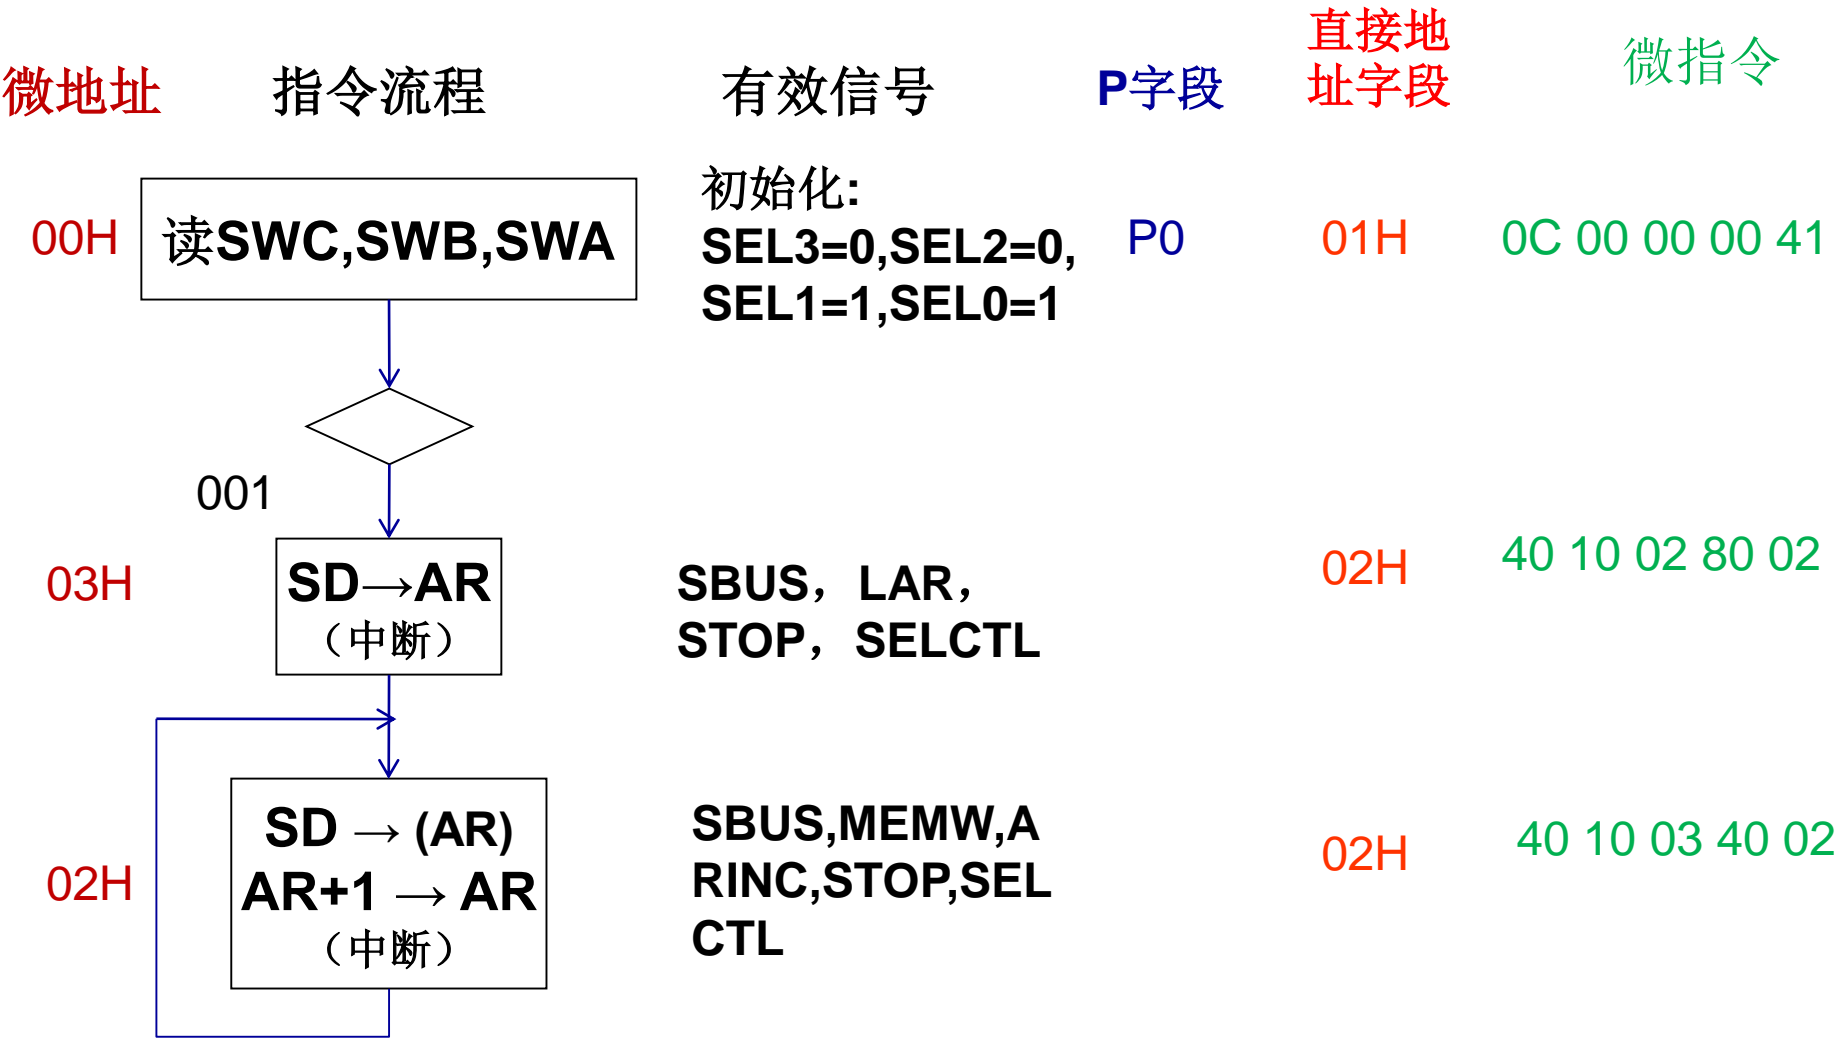 微地址
指令流程
有效信号
P字段
直接地
址字段
微指令
00H
读SWC,SWB,SWA
初始化:
SEL3=0,SEL2=0,
SEL1=1,SEL0=1
P0
01H
0C 00 00 00 41
001
03H
SD→AR
（中断）
SBUS，LAR，
STOP，SELCTL
02H
40 10 02 80 02
02H
SD → (AR)
AR+1 → AR
（中断）
SBUS,MEMW,A
RINC,STOP,SEL
CTL
02H
40 10 03 40 02